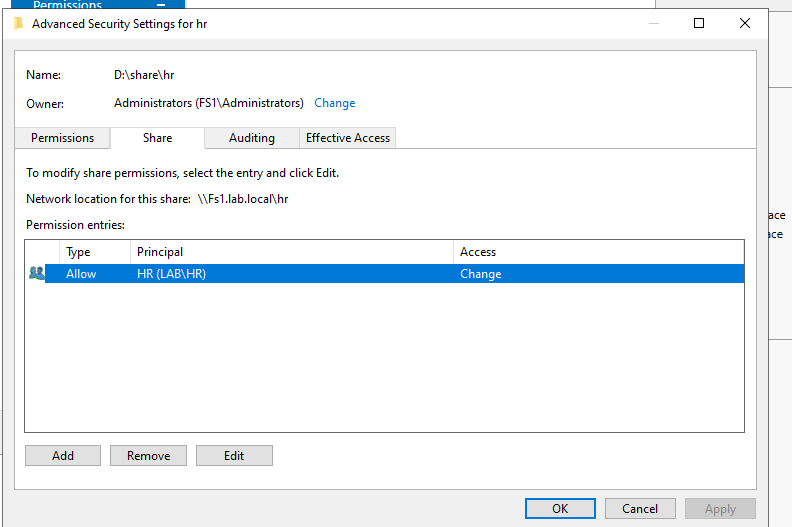 Permissions
Advanced Security Settings for hr
Name: D:\share\hr
Owner: Administrators (FS1\Administrators) Change
Permissions Share Auditing Effective Access
To modify share permissions, select the entry and click Edit.
Network location for this share: \\Fs1.lab.local\hr
ace
Permission entries:
ace
Type Principal Access
Allow HR (LAB\HR) Change
Add Remove Edit
OK Cancel Apply